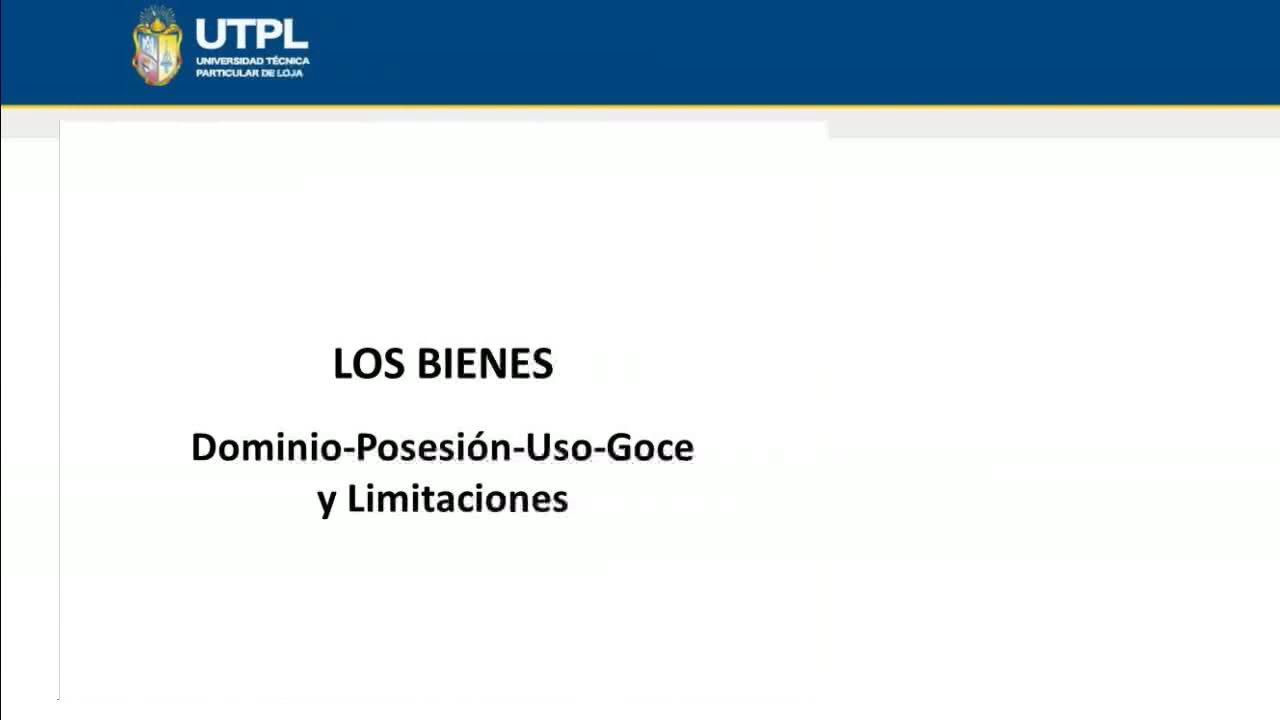 UTPL
UNIVERSIDAD TÉCNICA
PARTICULAR DE LOJA
LOS BIENES
Dominio-Posesión-Uso-Goce
y Limitaciones